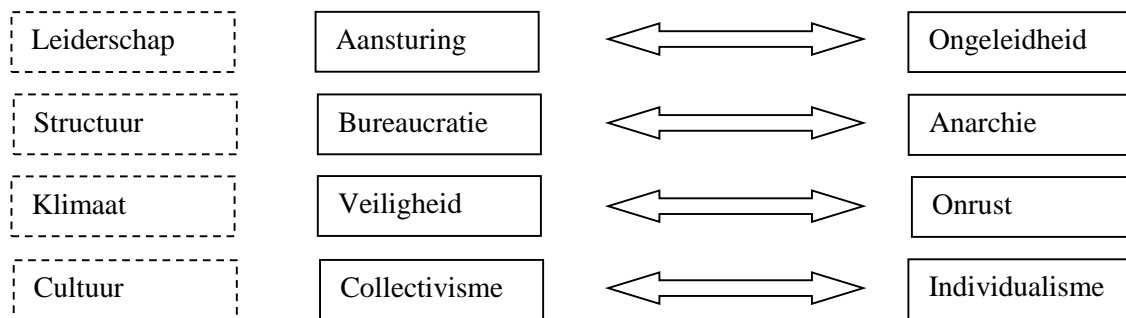 Leiderschap Aansturing Ongeleidheid
Structuur Bureaucratie Anarchie
Klimaat Veiligheid Onrust
Cultuur Collectivisme Individualisme